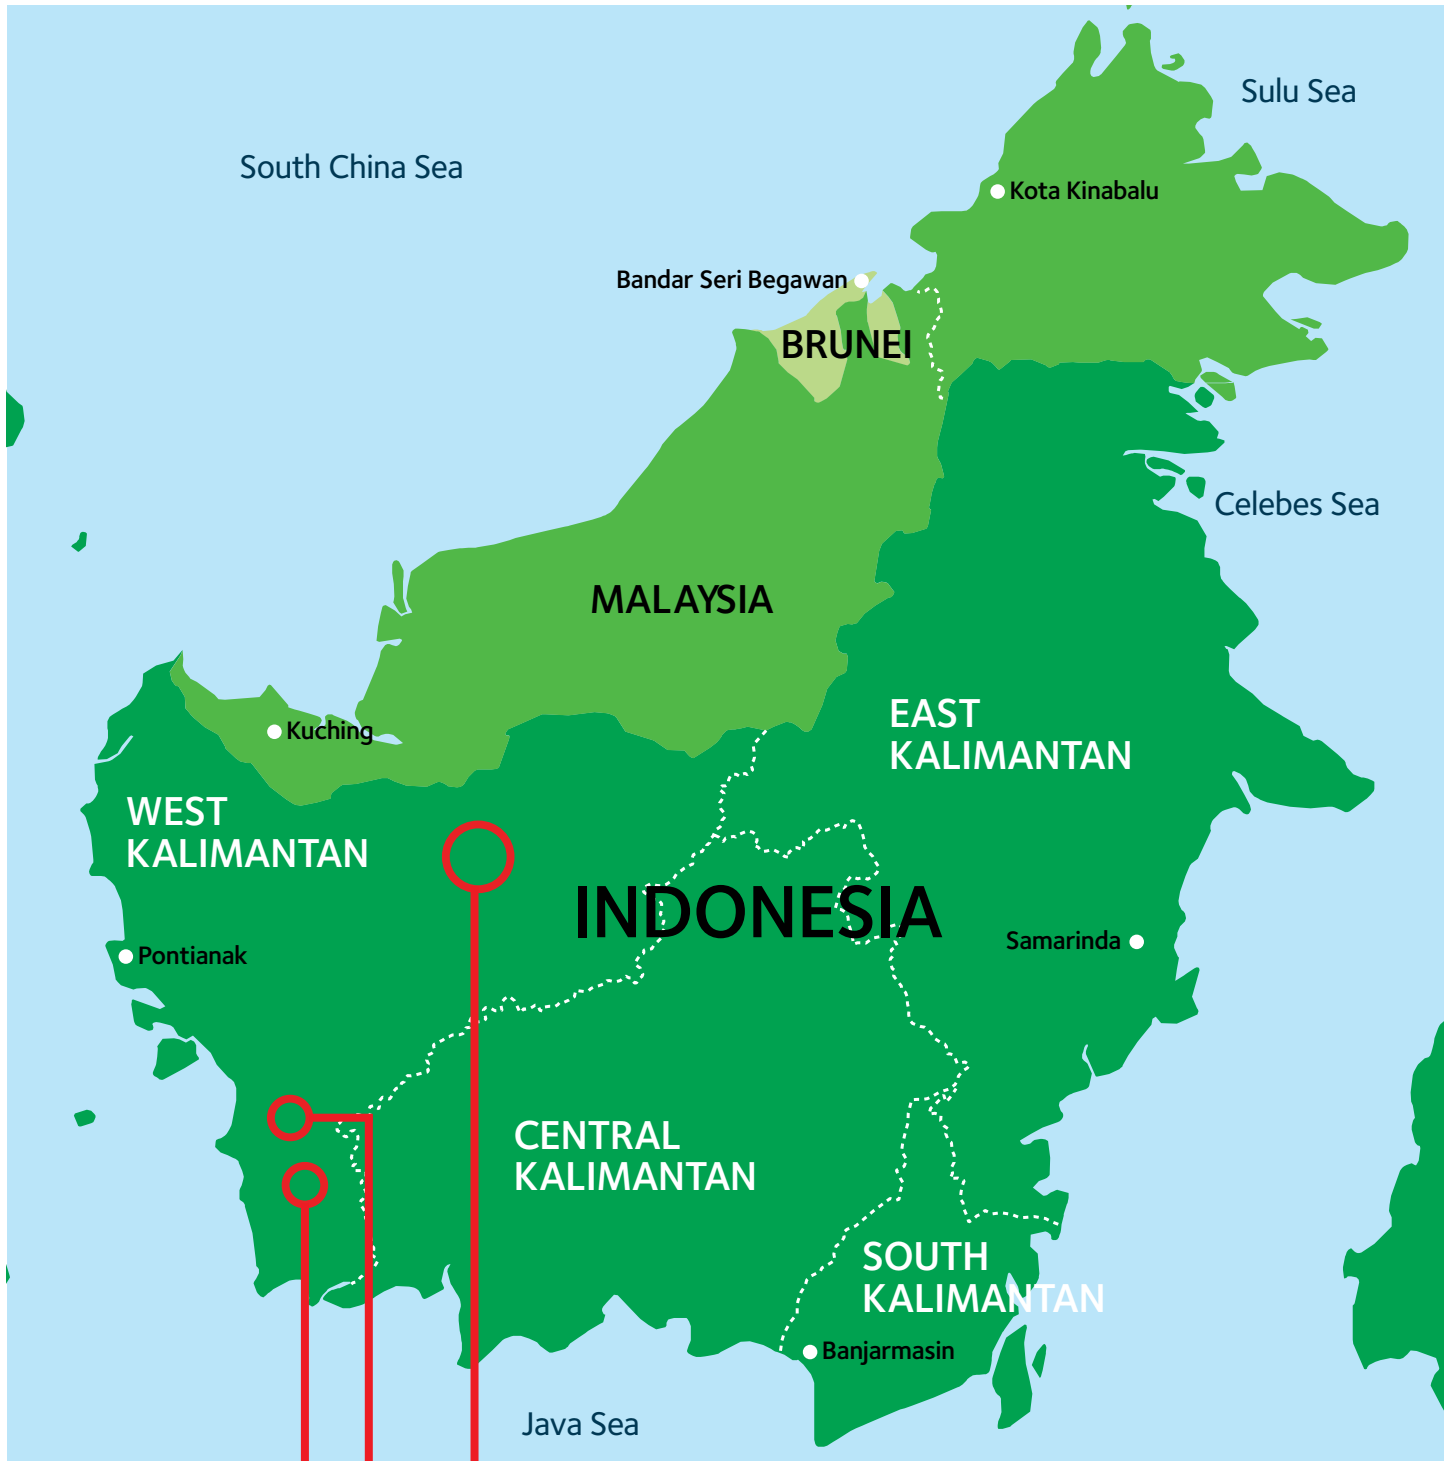 Sulu Sea
South China Sea
Kota Kinabalu
Bandar Seri Begawan
BRUNEI
Celebes Sea
MALAYSIA
EAST
KALIMANTAN
Kuching
WEST
KALIMANTAN
INDONESIA
Samarinda
Pontianak
CENTRAL
KALIMANTAN
SOUTH
KALIMANTAN
Banjarmasin
Java Sea